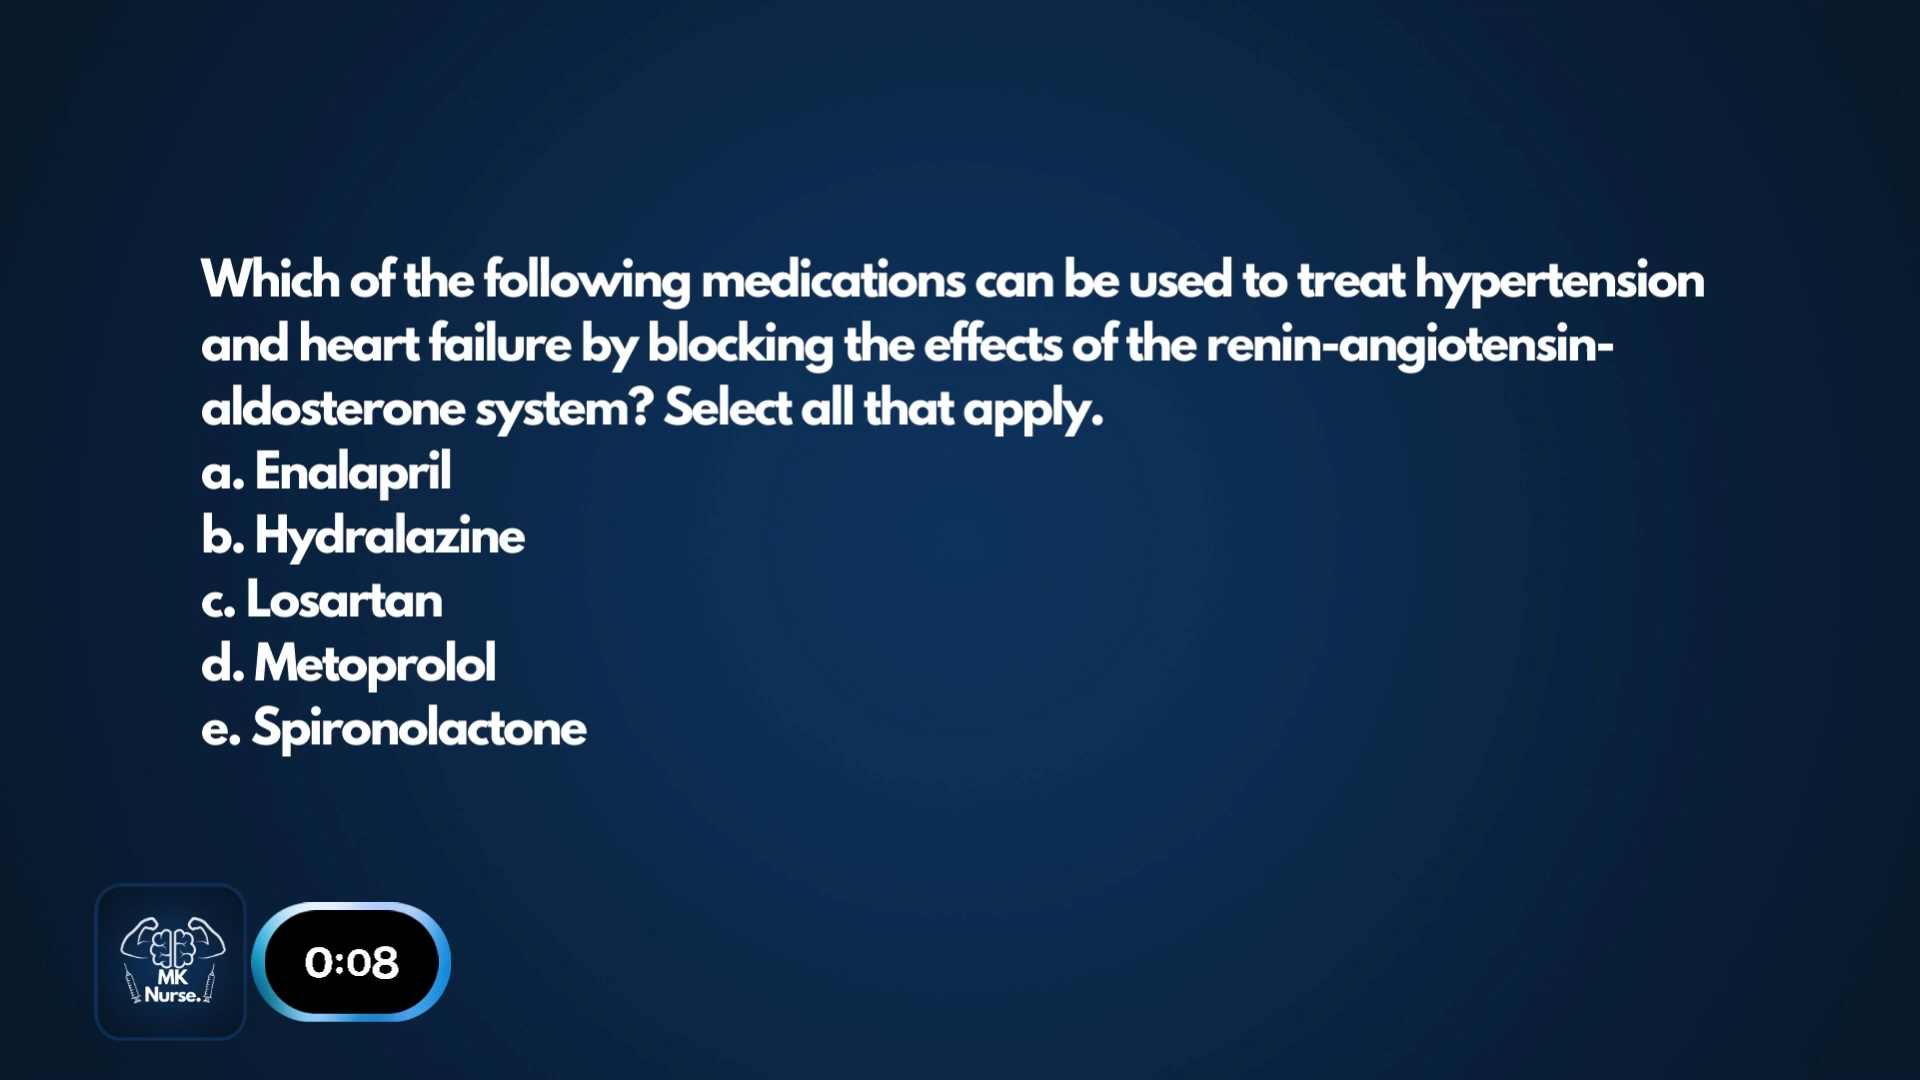 Which of the following medications can be used to treat hypertension
and heart failure by blocking the effects of the renin-angiotensin-
aldosterone system? Select all that apply.
a. Enalapril
b. Hydralazine
c. Losartan
d. Metoprolol
e. Spironolactone
MK
Nurse.
0:08